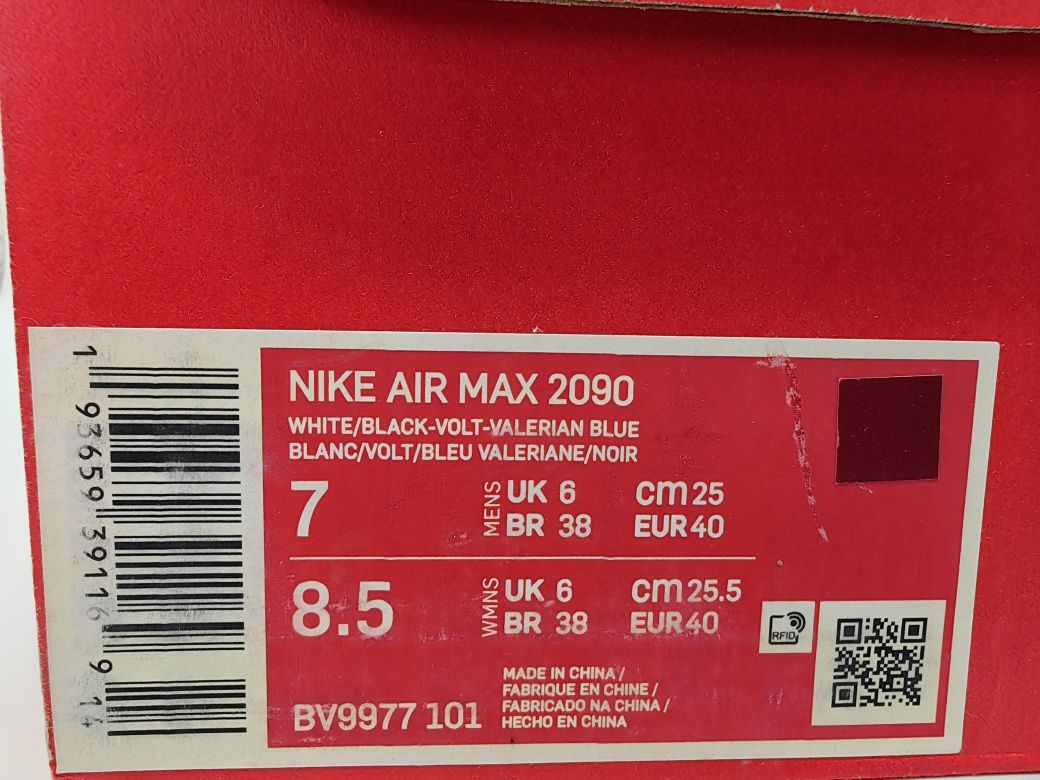 NIKE AIR MAX 2090
WHITE/BLACK-VOLT-VALERIAN BLUE
BLANC/VOLT/BLEU VALERIANE/NOIR
7
MENS
UK 6
cm 25
BR 38
EUR 40
8.5
WMNS
UK 6
cm 25.5
BR 38
EUR 40
RFID
BV9977 101
MADE IN CHINA /
FABRIQUE EN CHINE /
FABRICADO NA CHINA /
HECHO EN CHINA
1 93659 39116 9 14